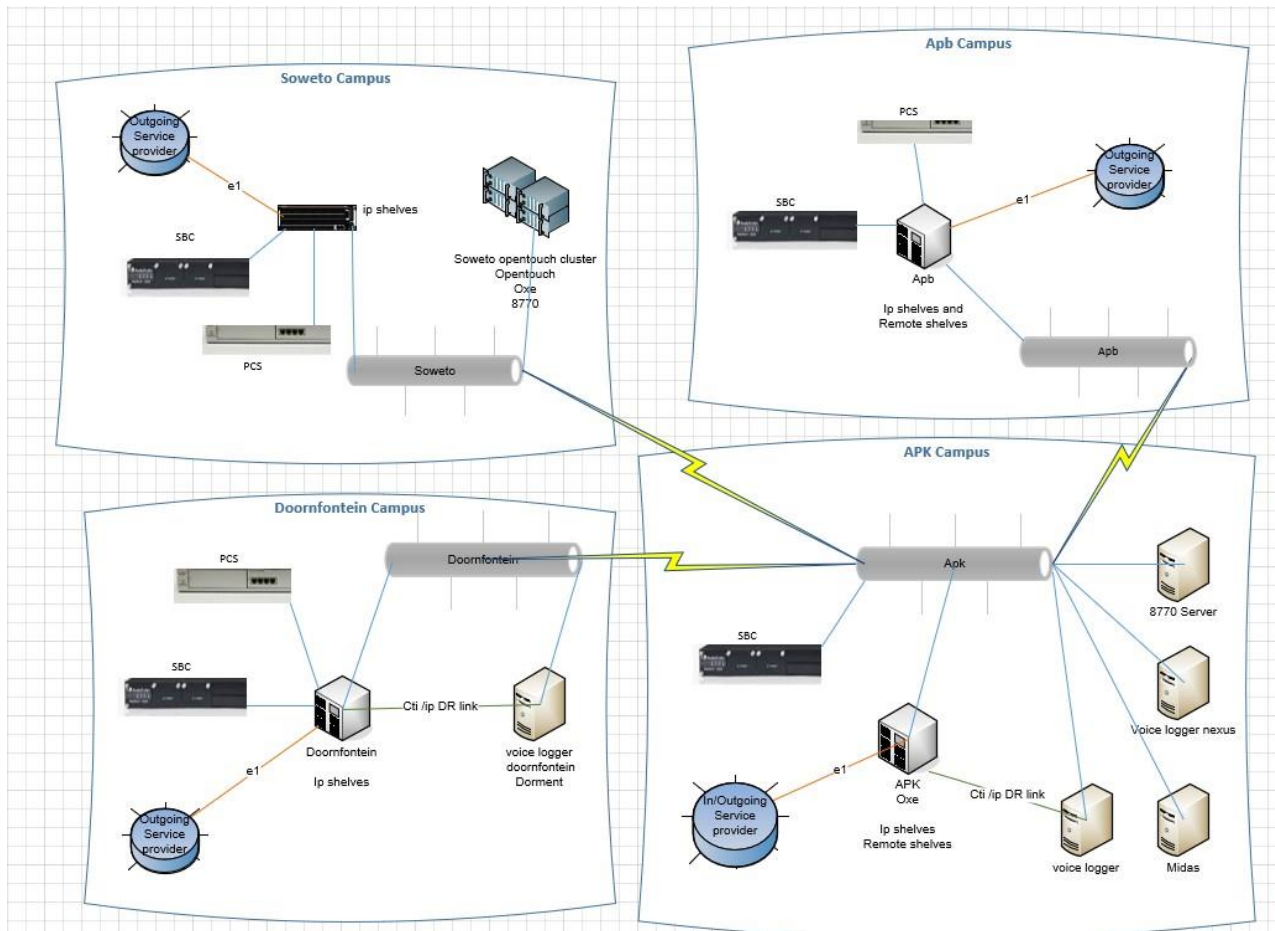 Soweto Campus
Outgoing
Service
provider
e1
ip shelves
SBC
PCS
Soweto opentouch cluster
Opentouch
Oxe
8770
Soweto
Apb Campus
PCS
Outgoing
Service
provider
e1
SBC
Apb
Ip shelves and
Remote shelves
Apb
Doornfontein Campus
Doornfontein
PCS
SBC
Cti /ip DR link
Doornfontein
Ip shelves
voice logger
doornfontein
Dorment
e1
Outgoing
Service
provider
APK Campus
Apk
8770 Server
SBC
Voice logger nexus
e1
APK
Oxe
Cti /ip DR link
In/Outgoing
Service
provider
Ip shelves
Remote shelves
voice logger
Midas